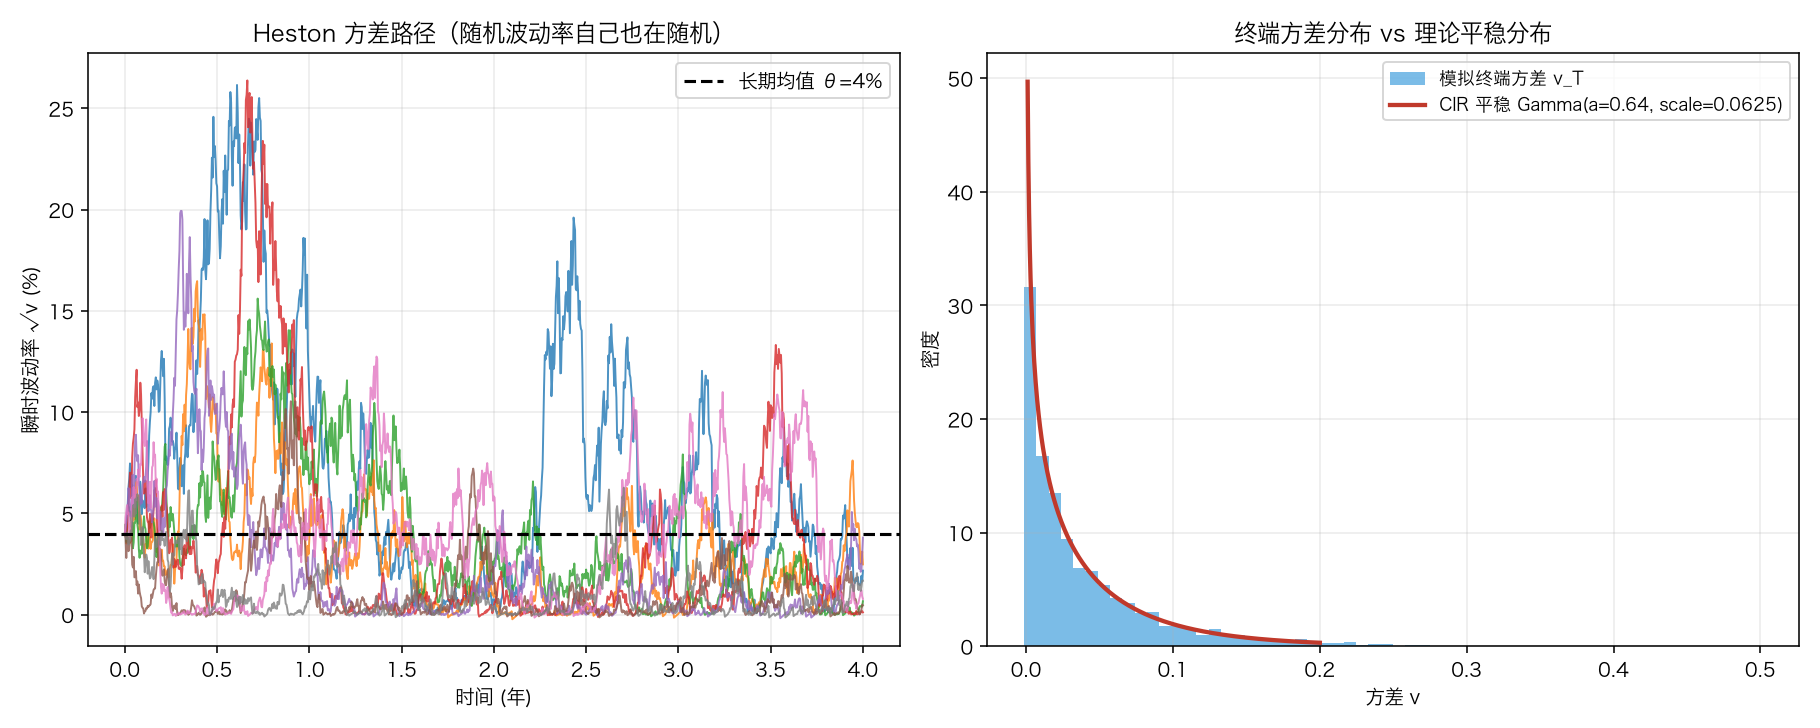 Heston 方差路径（随机波动率自己也在随机）
长期均值 θ=4%
瞬时波动率 √v (%)
25
20
15
10
5
0
0.0 0.5 1.0 1.5 2.0 2.5 3.0 3.5 4.0
时间 (年)
终端方差分布 vs 理论平稳分布
模拟终端方差 v_T
CIR 平稳 Gamma(a=0.64, scale=0.0625)
密度
50
40
30
20
10
0
0.0 0.1 0.2 0.3 0.4 0.5
方差 v